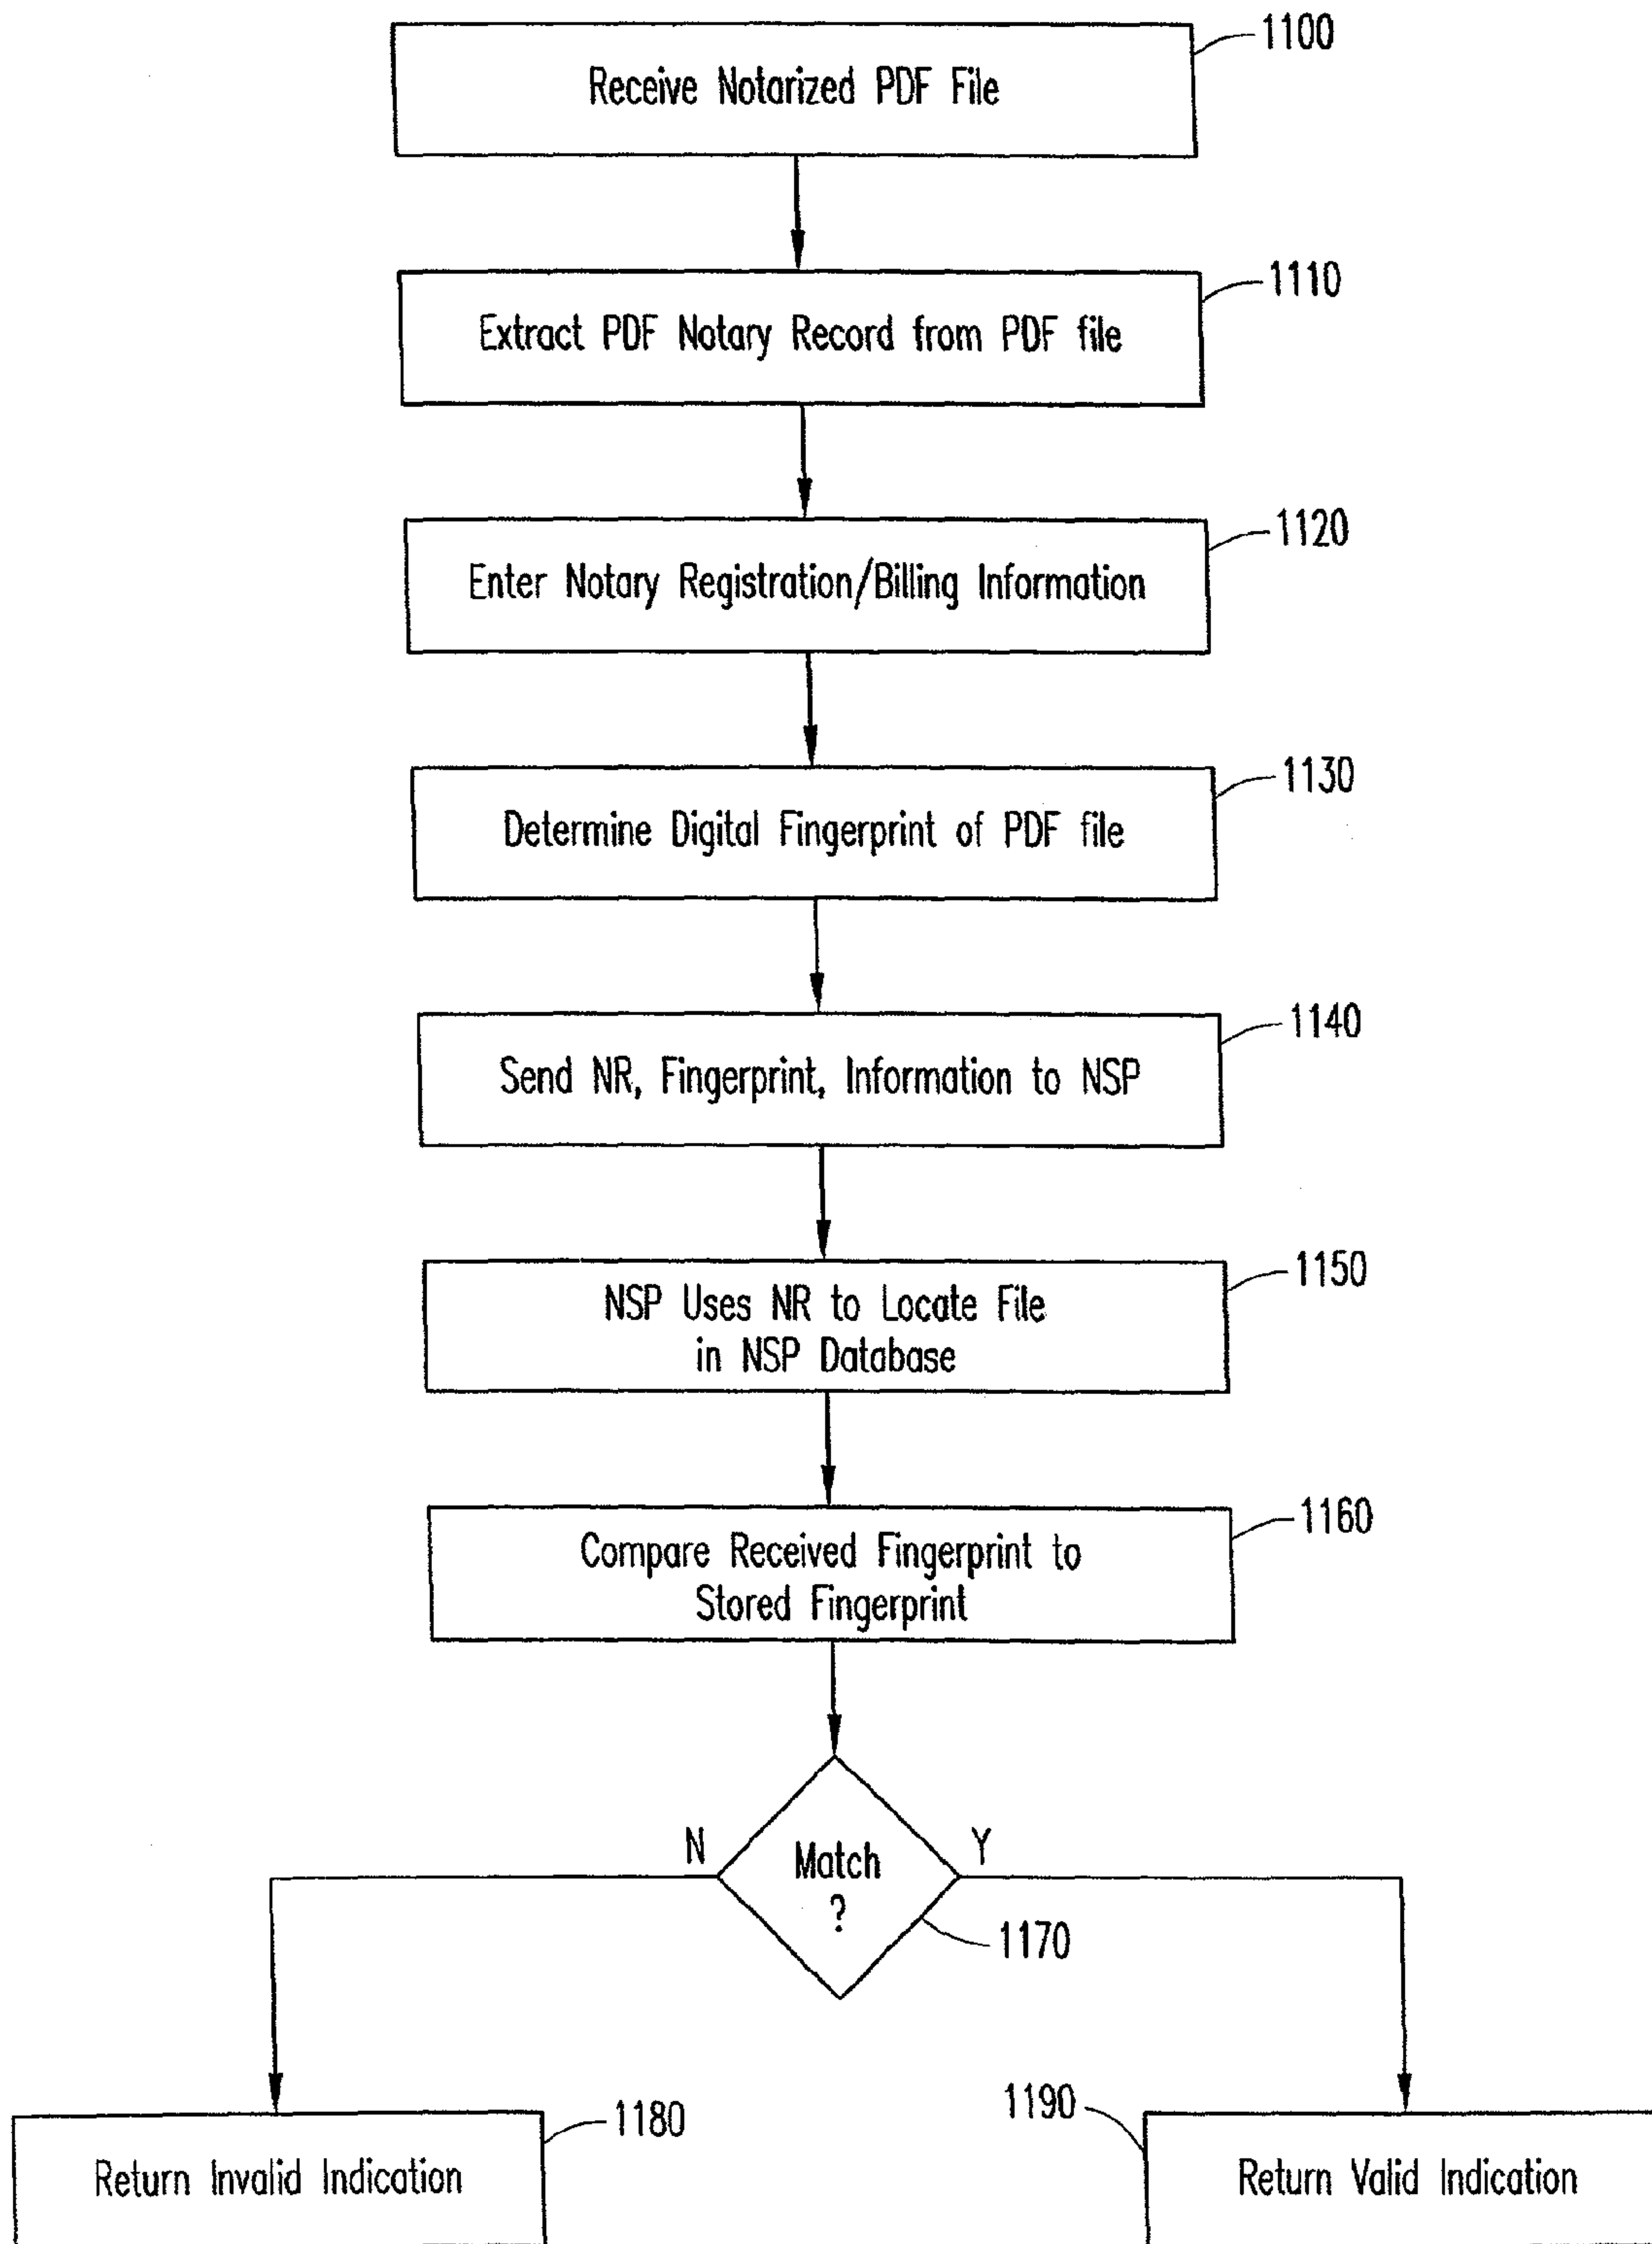 1100
Receive Notarized PDF File
1110
Extract PDF Notary Record from PDF file
1120
Enter Notary Registration/Billing Information
1130
Determine Digital Fingerprint of PDF file
1140
Send NR, Fingerprint, Information to NSP
1150
NSP Uses NR to Locate File
in NSP Database
1160
Compare Received Fingerprint to
Stored Fingerprint
N
Y
Match
?
1170
1180
1190
Return Invalid Indication
Return Valid Indication